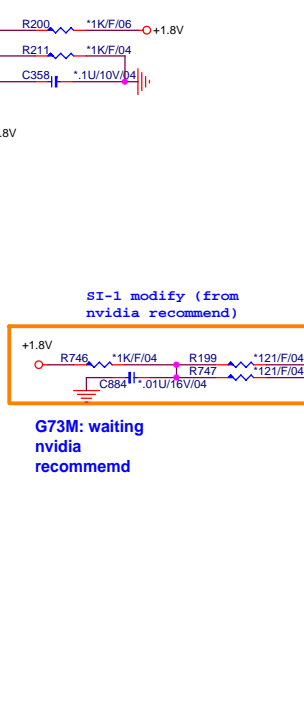 R200 *1K/F/06 +1.8V
R211 *1K/F/04
C358 *.1U/10V/04
.8V
SI-1 modify (from
nvidia recommend)
+1.8V
R746 *1K/F/04 R199 *121/F/04
R747 *121/F/04
C884 *.01U/16V/04
G73M: waiting
nvidia
recommemd